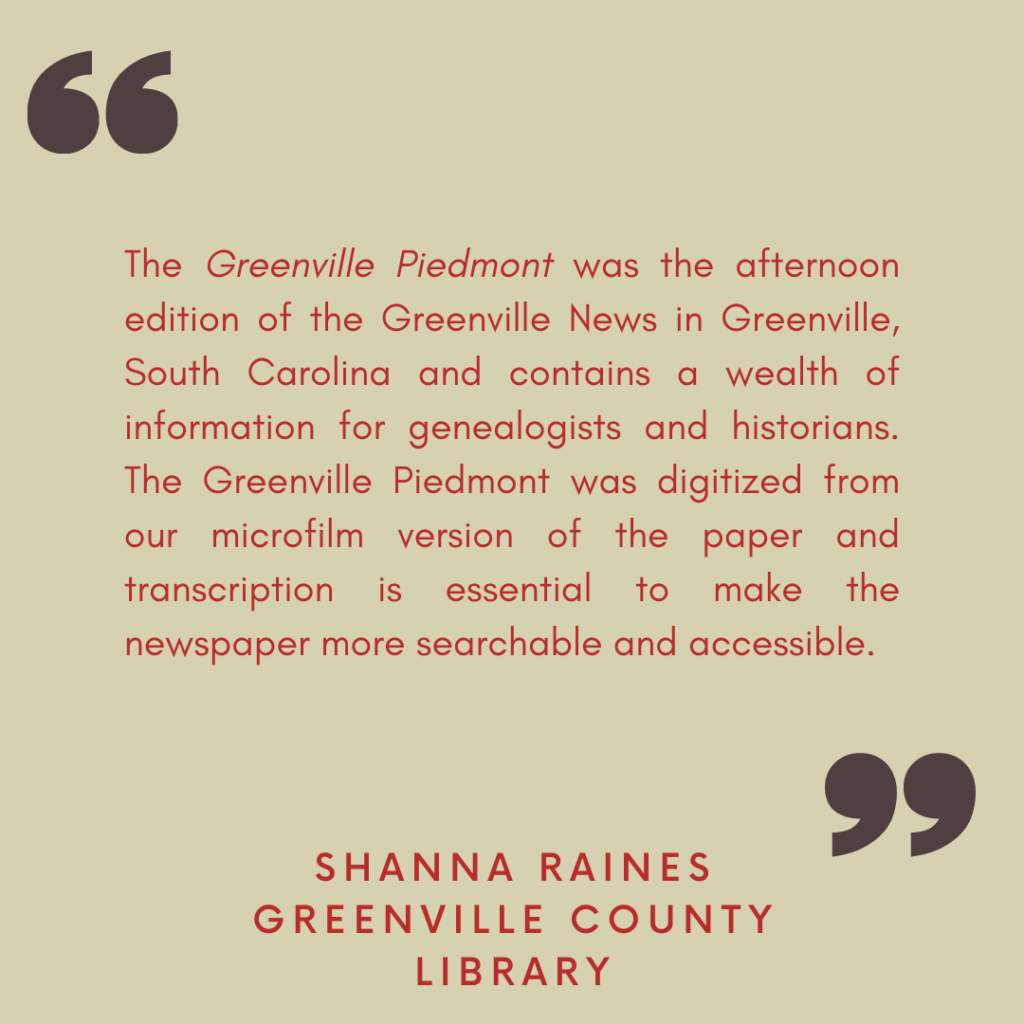 “
The Greenville Piedmont was the afternoon
edition of the Greenville News in Greenville,
South Carolina and contains a wealth of
information for genealogists and historians.
The Greenville Piedmont was digitized from
our microfilm version of the paper and
transcription is essential to make the
newspaper more searchable and accessible.
”
SHANNA RAINES
GREENVILLE COUNTY
LIBRARY